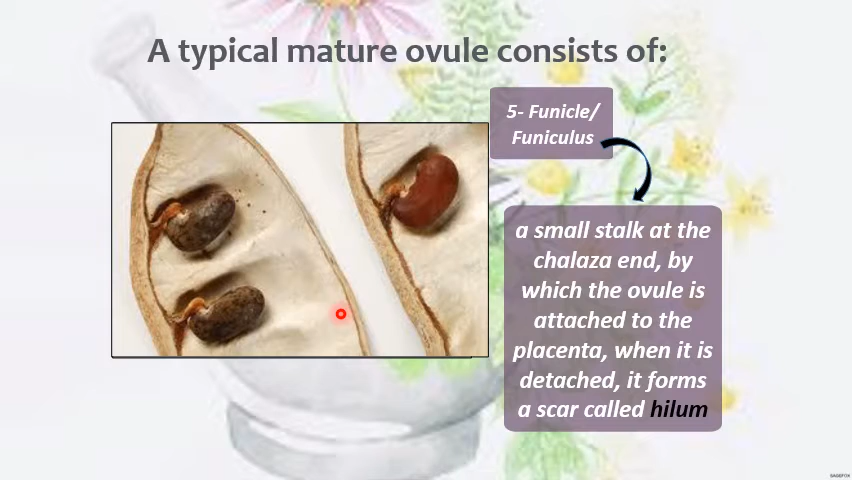 A typical mature ovule consists of:
5- Funicle/
Funiculus
a small stalk at the
chalaza end, by
which the ovule is
attached to the
placenta, when it is
detached, it forms
a scar called hilum
SAGEFOX